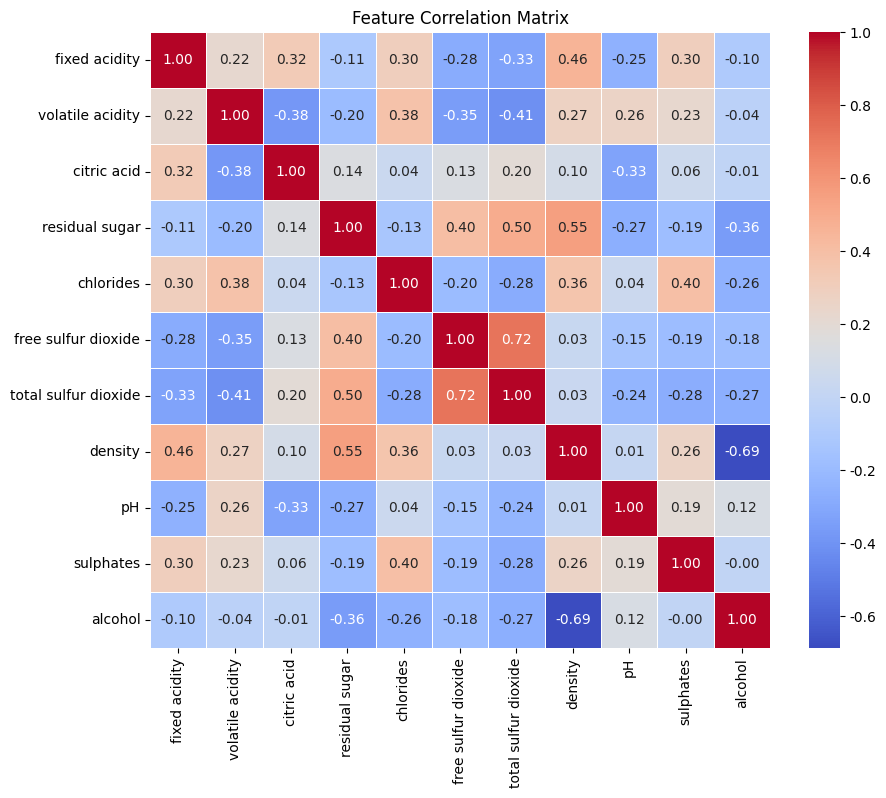 Feature Correlation Matrix
fixed acidity 1.00 0.22 0.32 -0.11 0.30 -0.28 -0.33 0.46 -0.25 0.30 -0.10
volatile acidity 0.22 1.00 -0.38 -0.20 0.38 -0.35 -0.41 0.27 0.26 0.23 -0.04
citric acid 0.32 -0.38 1.00 0.14 0.04 0.13 0.20 0.10 -0.33 0.06 -0.01
residual sugar -0.11 -0.20 0.14 1.00 -0.13 0.40 0.50 0.55 -0.27 -0.19 -0.36
chlorides 0.30 0.38 0.04 -0.13 1.00 -0.20 -0.28 0.36 0.04 0.40 -0.26
free sulfur dioxide -0.28 -0.35 0.13 0.40 -0.20 1.00 0.72 0.03 -0.15 -0.19 -0.18
total sulfur dioxide -0.33 -0.41 0.20 0.50 -0.28 0.72 1.00 0.03 -0.24 -0.28 -0.27
density 0.46 0.27 0.10 0.55 0.36 0.03 0.03 1.00 0.01 0.26 -0.69
pH -0.25 0.26 -0.33 -0.27 0.04 -0.15 -0.24 0.01 1.00 0.19 0.12
sulphates 0.30 0.23 0.06 -0.19 0.40 -0.19 -0.28 0.26 0.19 1.00 -0.00
alcohol -0.10 -0.04 -0.01 -0.36 -0.26 -0.18 -0.27 -0.69 0.12 -0.00 1.00
fixed acidity
volatile acidity
citric acid
residual sugar
chlorides
free sulfur dioxide
total sulfur dioxide
density
pH
sulphates
alcohol
1.0
0.8
0.6
0.4
0.2
0.0
-0.2
-0.4
-0.6